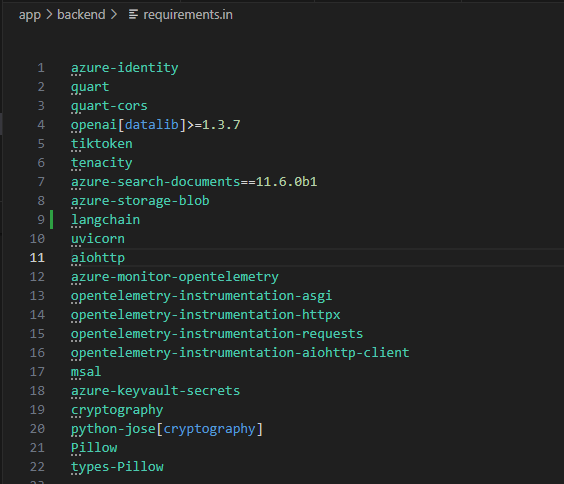 app > backend > requirements.in
1 azure-identity
2 quart
3 quart-cors
4 openai[datalib]>=1.3.7
5 tiktoken
6 tenacity
7 azure-search-documents==11.6.0b1
8 azure-storage-blob
9 langchain
10 uvicorn
11 aiohttp
12 azure-monitor-opentelemetry
13 opentelemetry-instrumentation-asgi
14 opentelemetry-instrumentation-httpx
15 opentelemetry-instrumentation-requests
16 opentelemetry-instrumentation-aiohttp-client
17 msal
18 azure-keyvault-secrets
19 cryptography
20 python-jose[cryptography]
21 Pillow
22 types-Pillow